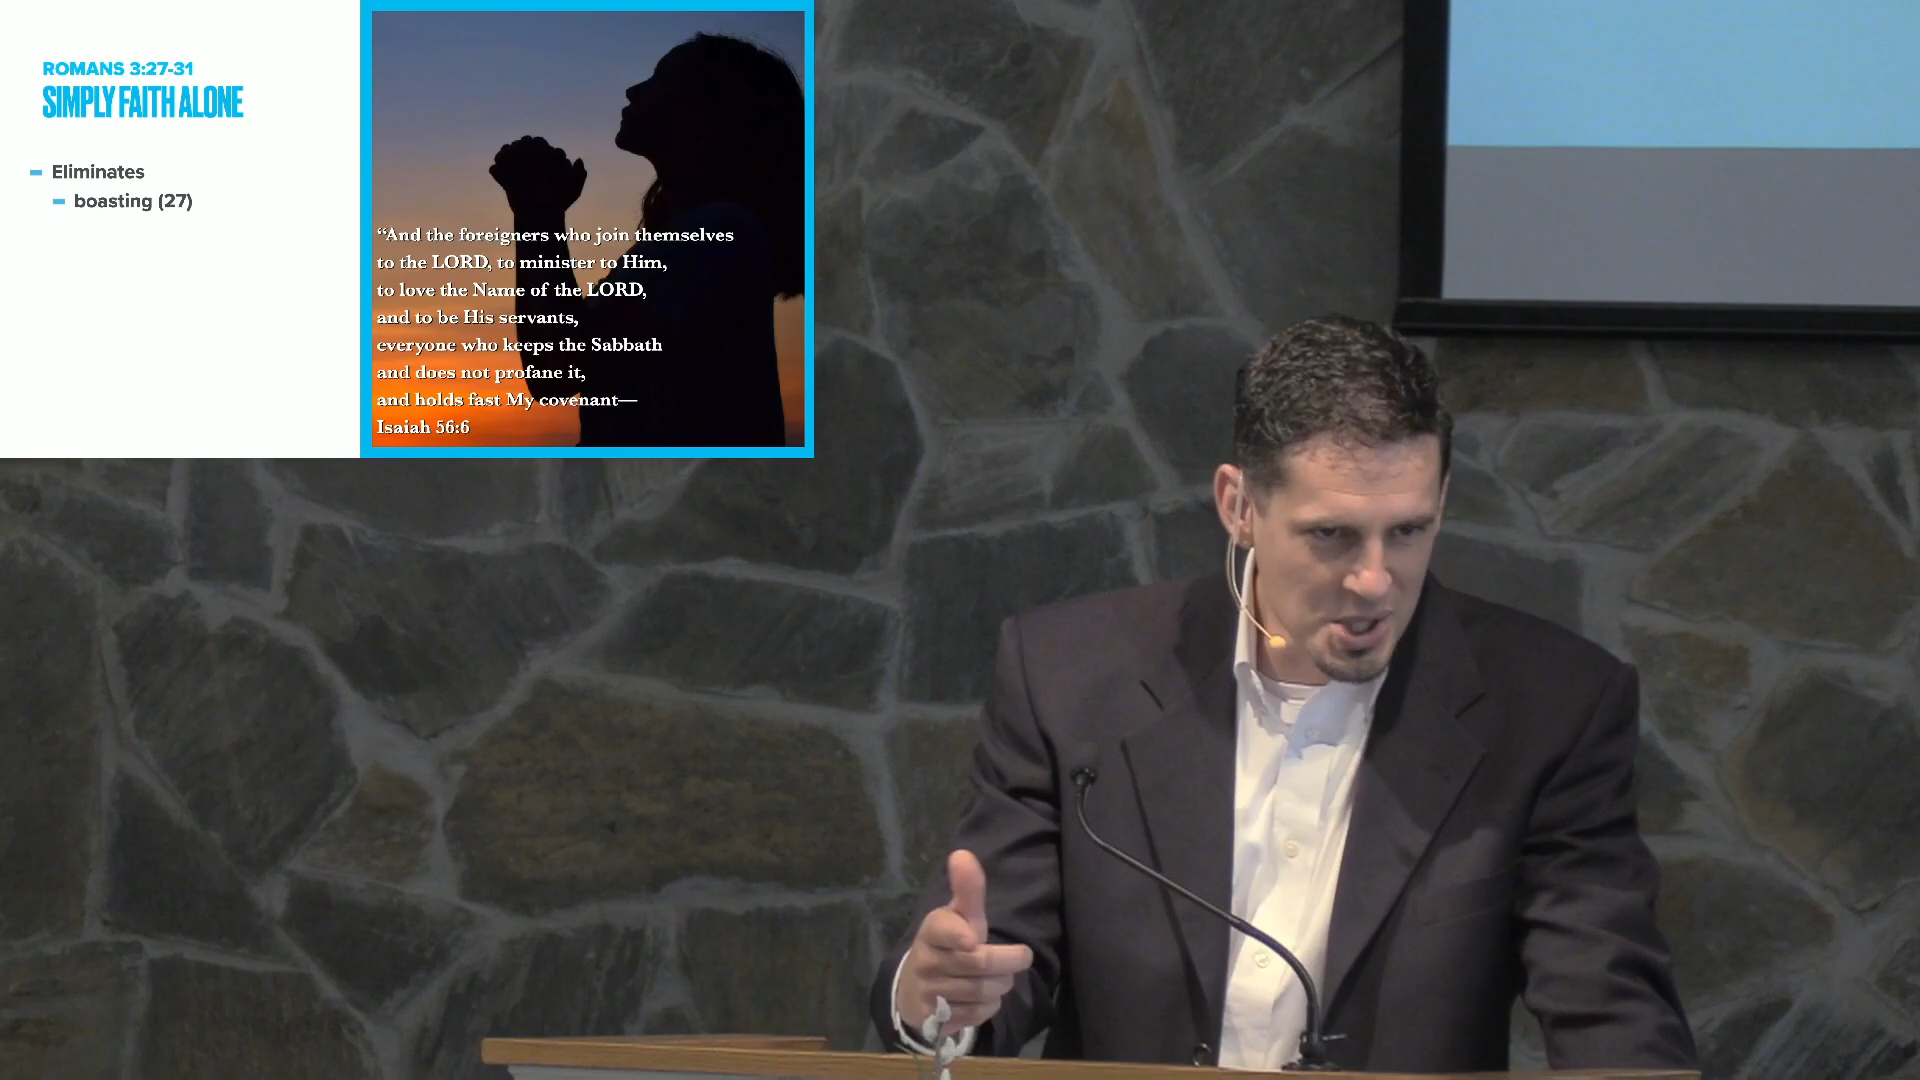 ROMANS 3:27-31
SIMPLY FAITH ALONE
Eliminates
boasting (27)
“And the foreigners who join themselves
to the LORD, to minister to Him,
to love the Name of the LORD,
and to be His servants,
everyone who keeps the Sabbath
and does not profane it,
and holds fast My covenant—
Isaiah 56:6